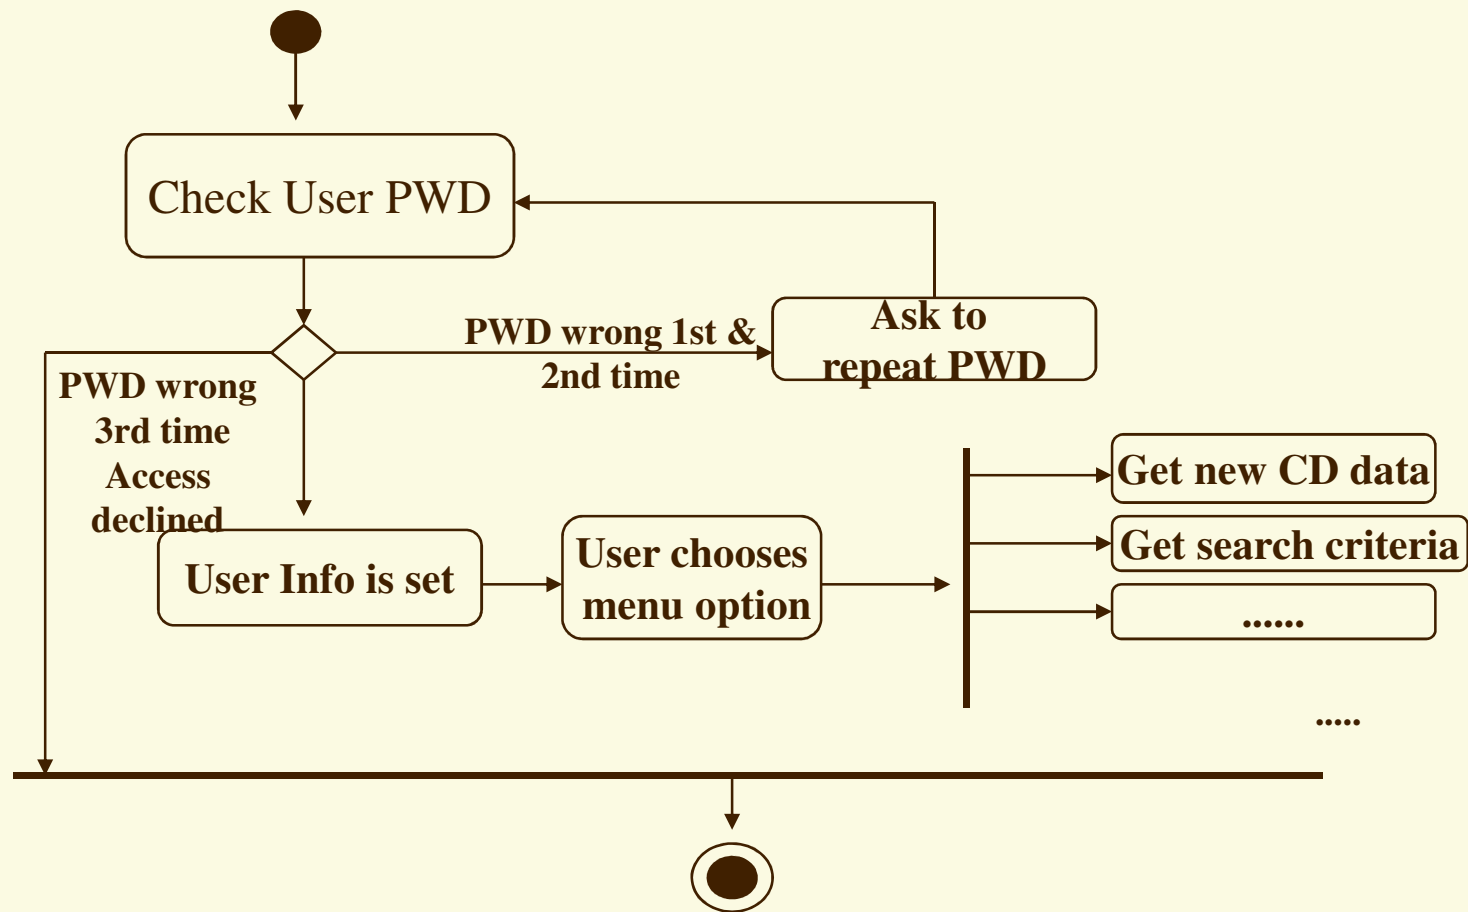 Check User PWD
PWD wrong 1st &
2nd time
Ask to
repeat PWD
PWD wrong
3rd time
Access
declined
Get new CD data
Get search criteria
......
User Info is set
User chooses
menu option
.....